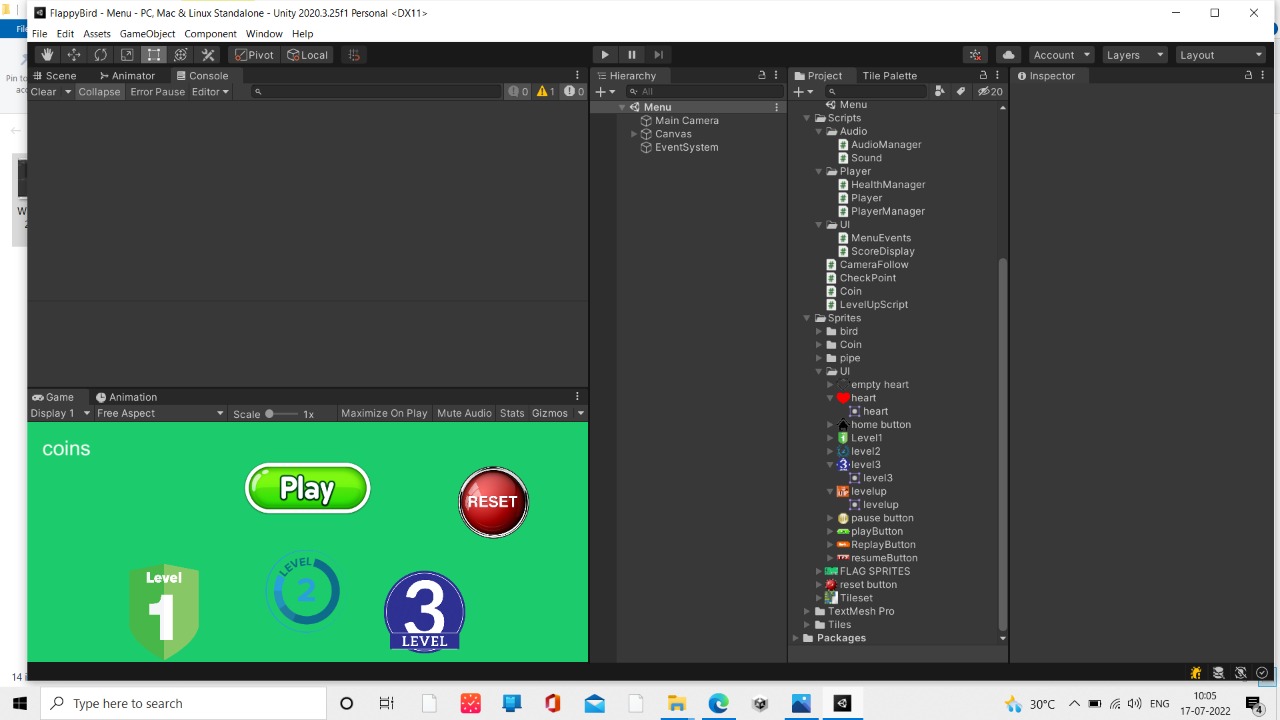 FlappyBird - Menu - PC, Mac & Linux Standalone - Unity 2020.3.25f1 Personal <DX11>
File Edit Assets GameObject Component Window Help
File
Pivot Local Account Layers Layout
Pin to
Scene Animator Console
Clear Collapse Error Pause Editor 0 1 0
Hierarchy
All
Menu
Main Camera
Canvas
EventSystem
Project Tile Palette
20
Menu
Scripts
Audio
AudioManager
Sound
Player
HealthManager
Player
PlayerManager
UI
MenuEvents
ScoreDisplay
CameraFollow
CheckPoint
Coin
LevelUpScript
Sprites
bird
Coin
pipe
UI
empty heart
heart
heart
home button
Level1
level2
level3
level3
levelup
levelup
pause button
playButton
ReplayButton
resumeButton
FLAG SPRITES
reset button
Tileset
TextMesh Pro
Tiles
Packages
Inspector
Game Animation
Display 1 Free Aspect Scale 1x Maximize On Play Mute Audio Stats Gizmos
coins
Play
RESET
Level
1
LEVEL
2
3
LEVEL
14
Type here to search
30°C
ENG
10:05
17-07-2022
4